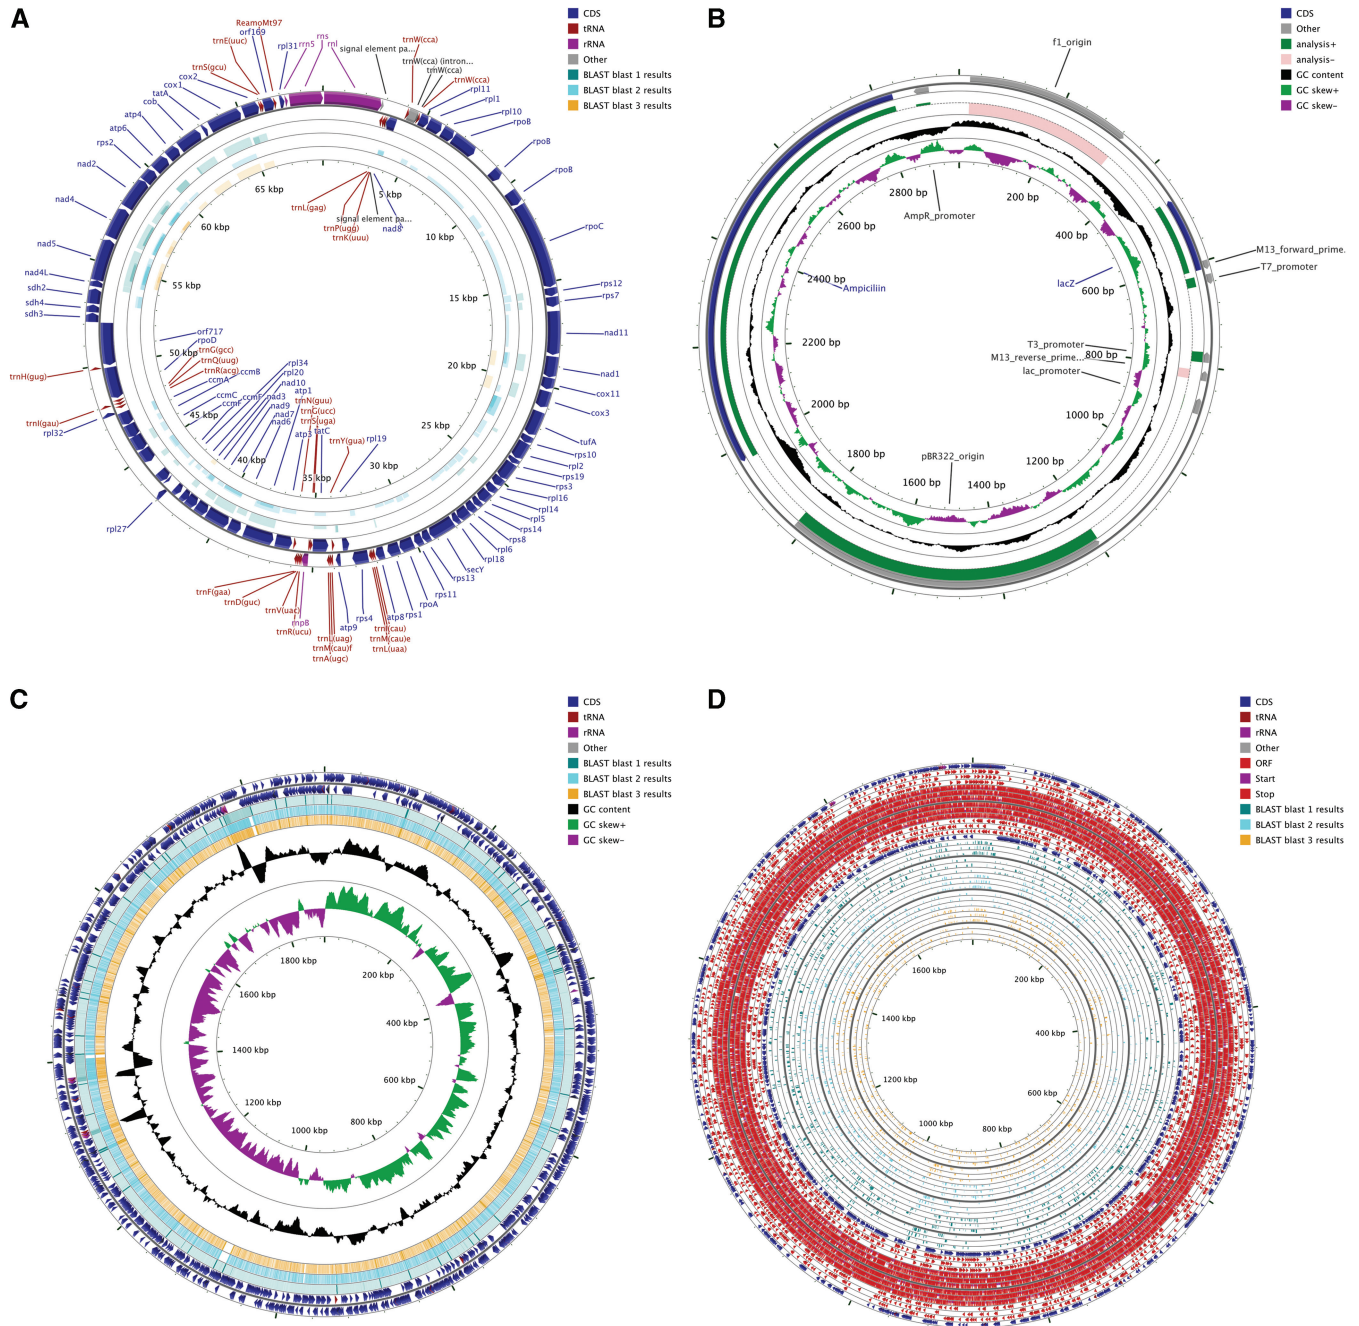 A
ReamoMt97
orf169
trnE(uuc)
trnS(gcu)
cox2
cox1
tatA
cob
atp4
atp6
rps2
nad2
nad4
nad5
nad4L
sdh2
sdh4
sdh3
trnH(gug)
trnI(gau)
rpl32
rpl27
rpl31
rrn5
rns
rnl
signal element pa...
trnW(cca)
trnW(cca) (intron...
trnW(cca)
trnW(cca)
rpl11
rpl1
rpl10
rpoB
rpoB
rpoB
rpoC
rps12
rps7
nad11
nad1
cox11
cox3
tufA
rps10
rpl2
rps19
rps3
rpl16
rpl14
rpl5
rps14
rps8
rpl6
rpl18
secY
rps13
rps11
rpoA
rps1
atp8
trnI(cau)
trnM(cau)e
trnL(uaa)
rps4
atp9
trnL(uag)
trnM(cau)f
trnA(ugc)
trnF(gaa)
trnD(guc)
trnV(uac)
rnpB
trnR(ucu)
trnL(gag)
signal element pa...
trnP(ugg)
trnK(uuu)
nad8
orf717
rpoD
trnG(gcc)
trnQ(uug)
trnR(acg)
ccmB
ccmA
ccmC
ccmF
ccmF
rpl34
rpl20
nad10
nad3
nad9
nad7
nad6
atp1
trnN(guu)
trnG(ucc)
trnS(uga)
atp3
tatC
trnY(gua)
rpl19
5 kbp
10 kbp
15 kbp
20 kbp
25 kbp
30 kbp
35 kbp
40 kbp
45 kbp
50 kbp
55 kbp
60 kbp
65 kbp
CDS
tRNA
rRNA
Other
BLAST blast 1 results
BLAST blast 2 results
BLAST blast 3 results
B
CDS
Other
analysis+
analysis-
GC content
GC skew+
GC skew-
f1_origin
M13_forward_prime.
T7_promoter
lacZ
T3_promoter
M13_reverse_prime...
lac_promoter
pBR322_origin
Ampiciliin
AmpR_promoter
200 bp
400 bp
600 bp
800 bp
1000 bp
1200 bp
1400 bp
1600 bp
1800 bp
2000 bp
2200 bp
2400 bp
2600 bp
2800 bp
C
CDS
tRNA
rRNA
Other
BLAST blast 1 results
BLAST blast 2 results
BLAST blast 3 results
GC content
GC skew+
GC skew-
200 kbp
400 kbp
600 kbp
800 kbp
1000 kbp
1200 kbp
1400 kbp
1600 kbp
1800 kbp
D
CDS
tRNA
rRNA
Other
ORF
Start
Stop
BLAST blast 1 results
BLAST blast 2 results
BLAST blast 3 results
200 kbp
400 kbp
600 kbp
800 kbp
1000 kbp
1200 kbp
1400 kbp
1600 kbp